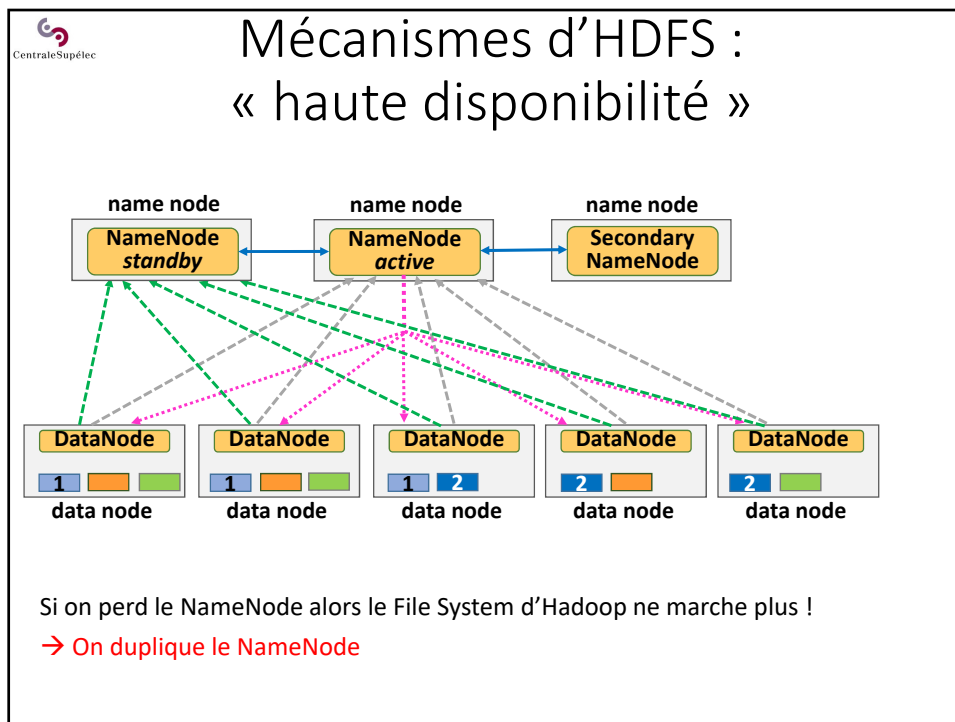 CentraleSupélec
Mécanismes d’HDFS :
« haute disponibilité »
name node
name node
name node
NameNode
standby
NameNode
active
Secondary
NameNode
DataNode
DataNode
DataNode
DataNode
DataNode
1
1
1 2
2
2
data node
data node
data node
data node
data node
Si on perd le NameNode alors le File System d’Hadoop ne marche plus !
→ On duplique le NameNode